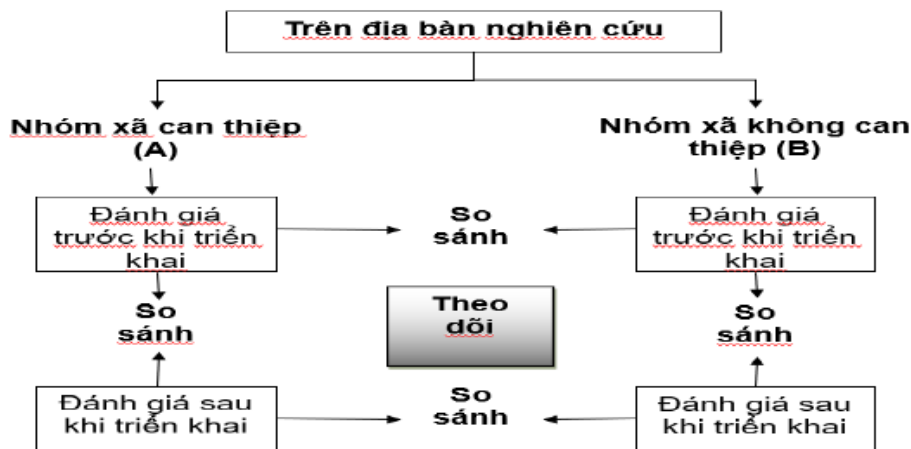 Trên địa bàn nghiên cứu
Nhóm xã can thiệp
(A)
Nhóm xã không can
thiệp (B)
Đánh giá
trước khi triển
khai
So
sánh
Đánh giá
trước khi triển
khai
So
sánh
Theo
dõi
So
sánh
Đánh giá sau
khi triển khai
So
sánh
Đánh giá sau
khi triển khai